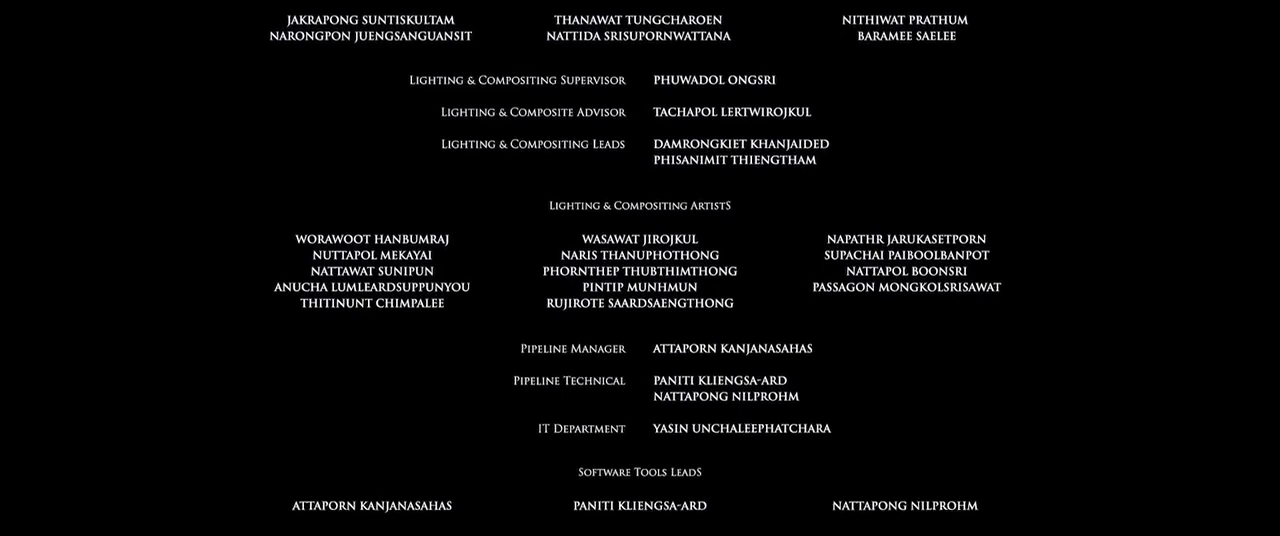 JAKRAPONG SUNTISKULTAM THANAWAT TUNGCHAROEN NITHIWAT PRATHUM
NARONGPON JUENGSANGUANSIT NATTIDA SRISUPORNWATTANA BARAMEE SAELEE
LIGHTING & COMPOSITING SUPERVISOR PHUWADOL ONGSRI
LIGHTING & COMPOSITE ADVISOR TACHAPOL LERTWIROJKUL
LIGHTING & COMPOSITING LEADS DAMRONGKIET KHANJAIDED
PHISANIMIT THIENGTHAM
LIGHTING & COMPOSITING ARTISTS
WORAWOOT HANBUMRAJ WASAWAT JIROJKUL NAPATHR JARUKASETPORN
NUTTAPOL MEKAYAI NARIS THANUPHOTHONG SUPACHAI PAIBOOLBANPOT
NATTAWAT SUNIPUN PHORNTHEP THUBTHIMTHONG NATTAPOL BOONSRI
ANUCHA LUMLEARDSUPPUNYOU PINTIP MUNHMUN PASSAGON MONGKOLSRISAWAT
THITINUNT CHIMPALEE RUJIROTE SAARDSAENGTHONG
PIPELINE MANAGER ATTAPORN KANJANASAHAS
PIPELINE TECHNICAL PANITI KLIENGSA-ARD
NATTAPONG NILPROHM
IT DEPARTMENT YASIN UNCHALEEPHATCHARA
SOFTWARE TOOLS LEADS
ATTAPORN KANJANASAHAS PANITI KLIENGSA-ARD NATTAPONG NILPROHM